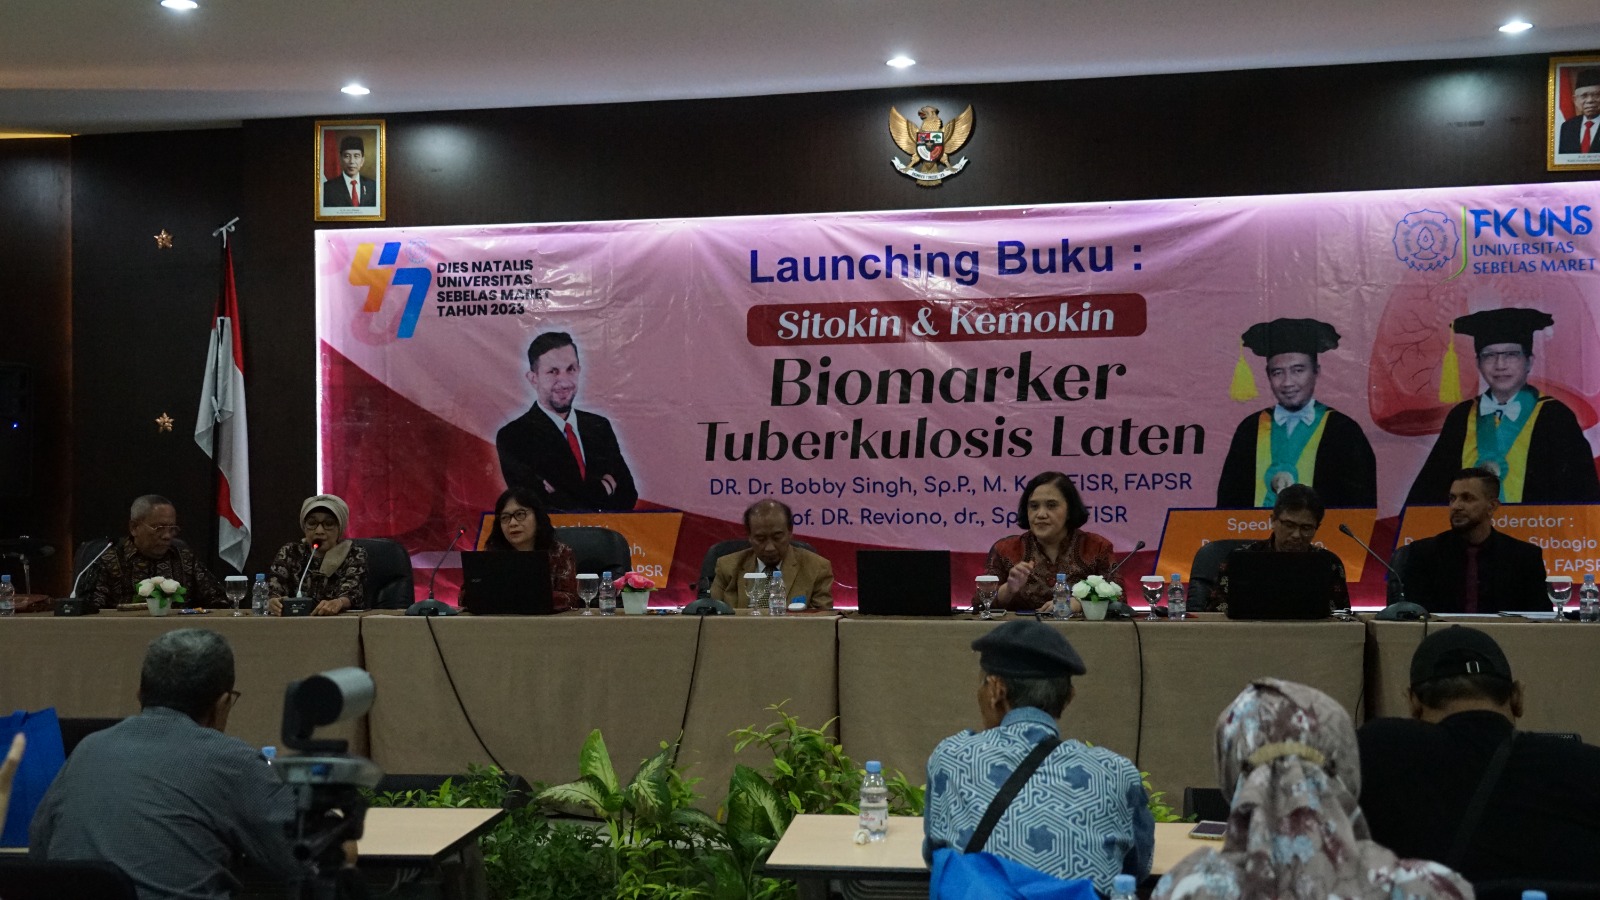 DIES NATALIS
UNIVERSITAS
SEBELAS MARET
TAHUN 2023
Launching Buku :
Sitokin & Kemokin
Biomarker
Tuberkulosis Laten
DR. Dr. Bobby Singh, Sp.P., M. FISR, FAPSR
DR. Reviono, dr., FISR
FK UNS
UNIVERSITAS
SEBELAS MARET
Subagio
FAPSR